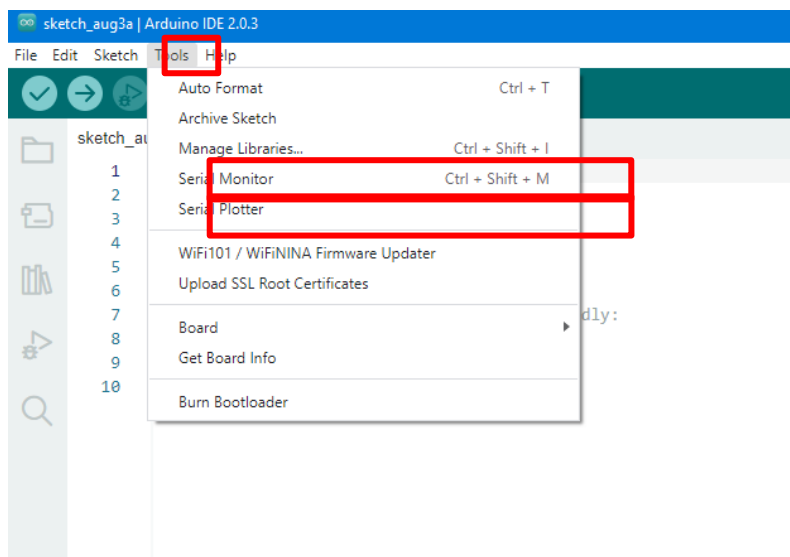 sketch_aug3a | Arduino IDE 2.0.3
File Edit Sketch Tools Help
Auto Format Ctrl + T
Archive Sketch
sketch_au
Manage Libraries... Ctrl + Shift + I
1
Serial Monitor Ctrl + Shift + M
2
Serial Plotter
3
4
WiFi101 / WiFiNINA Firmware Updater
5
Upload SSL Root Certificates
6
7 dly:
Board
8
Get Board Info
9
10
Burn Bootloader